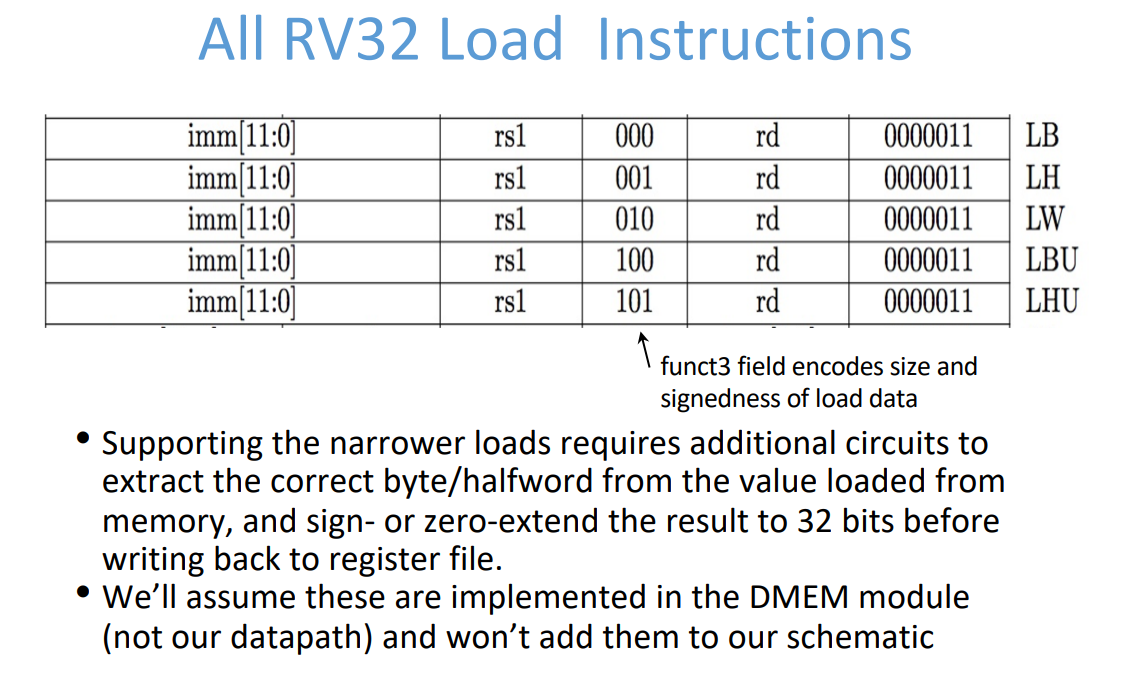 All RV32 Load Instructions
imm[11:0] rs1 000 rd 0000011 LB
imm[11:0] rs1 001 rd 0000011 LH
imm[11:0] rs1 010 rd 0000011 LW
imm[11:0] rs1 100 rd 0000011 LBU
imm[11:0] rs1 101 rd 0000011 LHU
funct3 field encodes size and
signedness of load data
• Supporting the narrower loads requires additional circuits to
extract the correct byte/halfword from the value loaded from
memory, and sign- or zero-extend the result to 32 bits before
writing back to register file.
• We’ll assume these are implemented in the DMEM module
(not our datapath) and won’t add them to our schematic